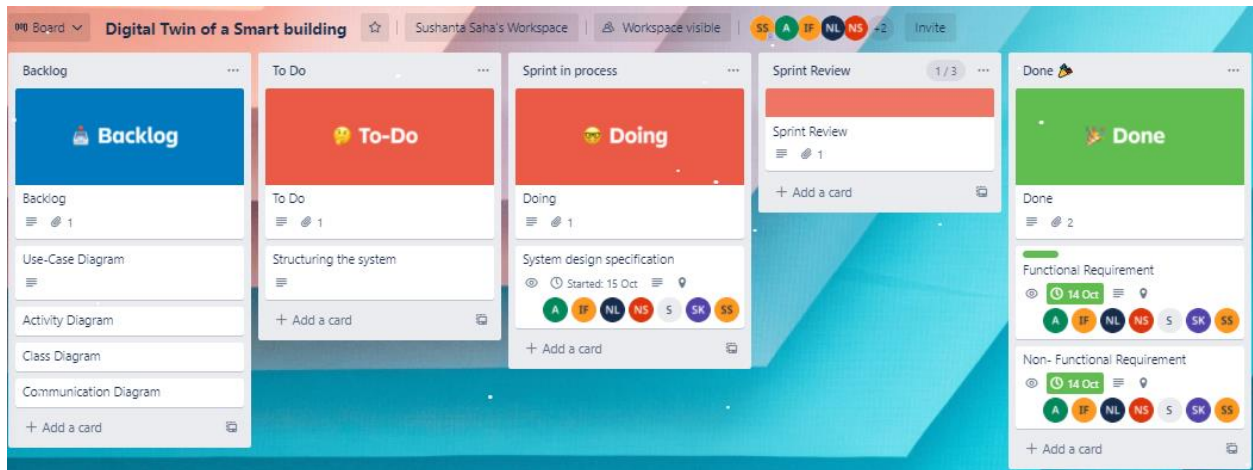 Board
Digital Twin of a Smart building
Sushanta Saha's Workspace
Workspace visible
SS A IF NL NS +2
Invite
Backlog
Backlog
Backlog
1
Use-Case Diagram
Activity Diagram
Class Diagram
Communication Diagram
+ Add a card
To Do
To-Do
To Do
1
Structuring the system
+ Add a card
Sprint in process
Doing
Doing
1
System design specification
Started: 15 Oct
A IF NL NS S SK SS
+ Add a card
Sprint Review
1 / 3
Sprint Review
1
+ Add a card
Done
Done
Done
2
Functional Requirement
14 Oct
A IF NL NS S SK SS
Non- Functional Requirement
14 Oct
A IF NL NS S SK SS
+ Add a card